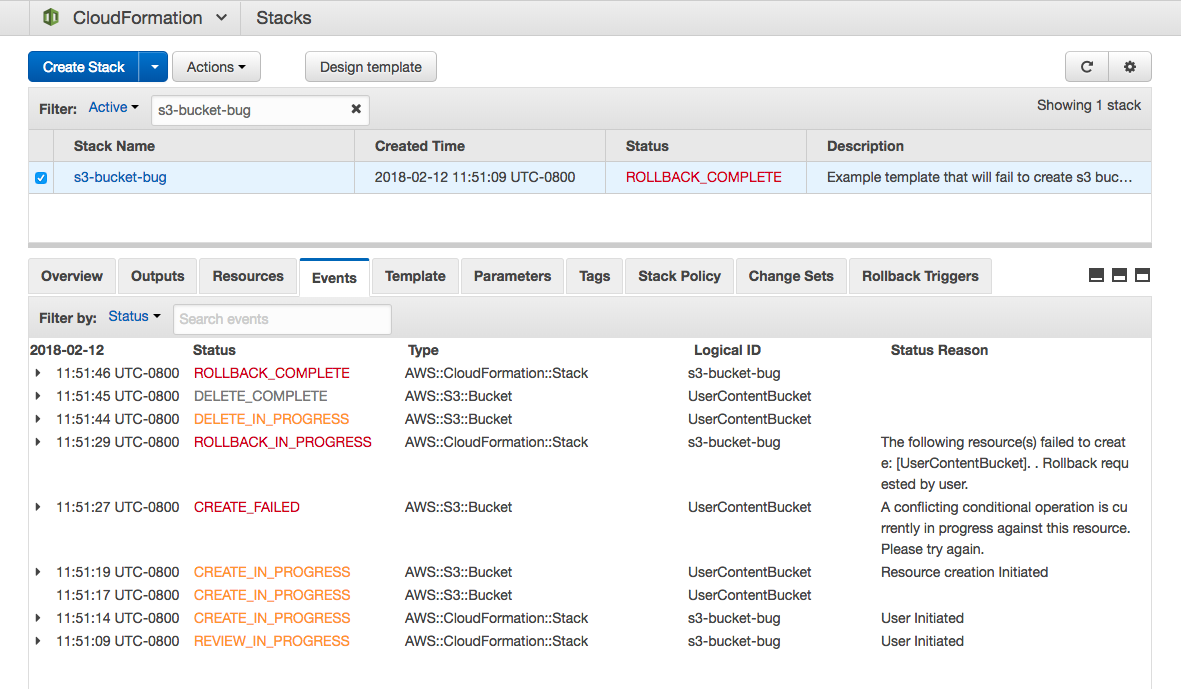 CloudFormation Stacks
Create Stack Actions Design template
Filter: Active s3-bucket-bug Showing 1 stack
Stack Name Created Time Status Description
s3-bucket-bug 2018-02-12 11:51:09 UTC-0800 ROLLBACK_COMPLETE Example template that will fail to create s3 buc…
Overview Outputs Resources Events Template Parameters Tags Stack Policy Change Sets Rollback Triggers
Filter by: Status Search events
2018-02-12 Status Type Logical ID Status Reason
11:51:46 UTC-0800 ROLLBACK_COMPLETE AWS::CloudFormation::Stack s3-bucket-bug
11:51:45 UTC-0800 DELETE_COMPLETE AWS::S3::Bucket UserContentBucket
11:51:44 UTC-0800 DELETE_IN_PROGRESS AWS::S3::Bucket UserContentBucket
11:51:29 UTC-0800 ROLLBACK_IN_PROGRESS AWS::CloudFormation::Stack s3-bucket-bug The following resource(s) failed to creat
e: [UserContentBucket]. . Rollback requ
ested by user.
11:51:27 UTC-0800 CREATE_FAILED AWS::S3::Bucket UserContentBucket A conflicting conditional operation is cu
rrently in progress against this resource.
Please try again.
11:51:19 UTC-0800 CREATE_IN_PROGRESS AWS::S3::Bucket UserContentBucket Resource creation Initiated
11:51:17 UTC-0800 CREATE_IN_PROGRESS AWS::S3::Bucket UserContentBucket
11:51:14 UTC-0800 CREATE_IN_PROGRESS AWS::CloudFormation::Stack s3-bucket-bug User Initiated
11:51:09 UTC-0800 REVIEW_IN_PROGRESS AWS::CloudFormation::Stack s3-bucket-bug User Initiated